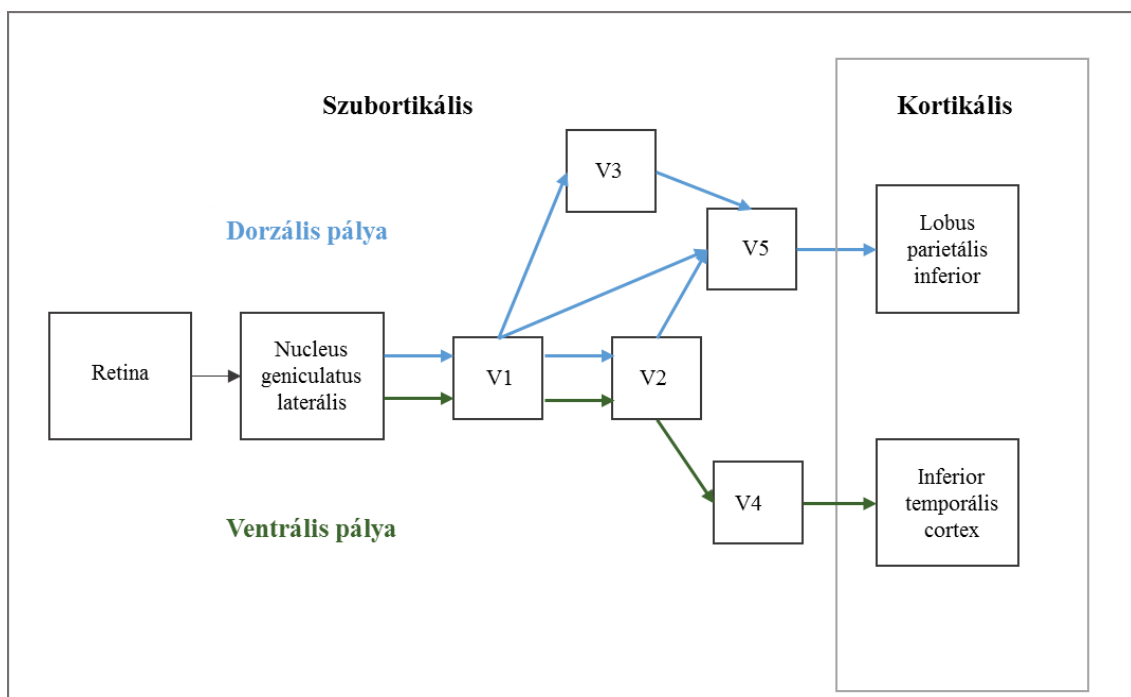 Szubortikális
Kortikális
V3
Dorzális pálya
V5
Lobus
parietális
inferior
Retina
Nucleus
geniculatus
laterális
V1
V2
Ventrális pálya
V4
Inferior
temporális
cortex